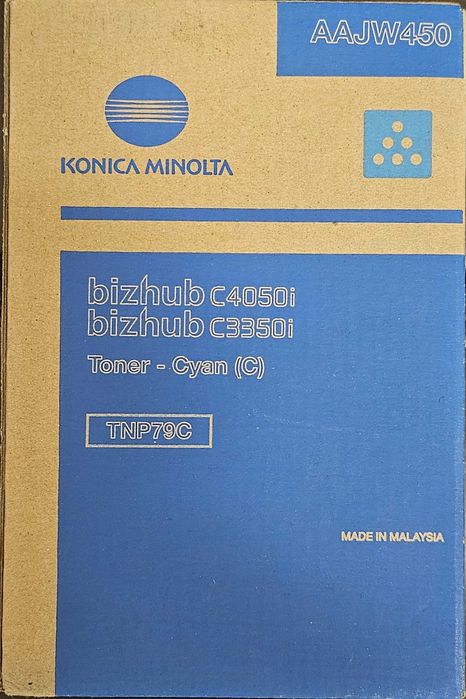 AAJW450
KONICA MINOLTA
bizhub C4050i
bizhub C3350i
Toner - Cyan (C)
TNP79C
MADE IN MALAYSIA